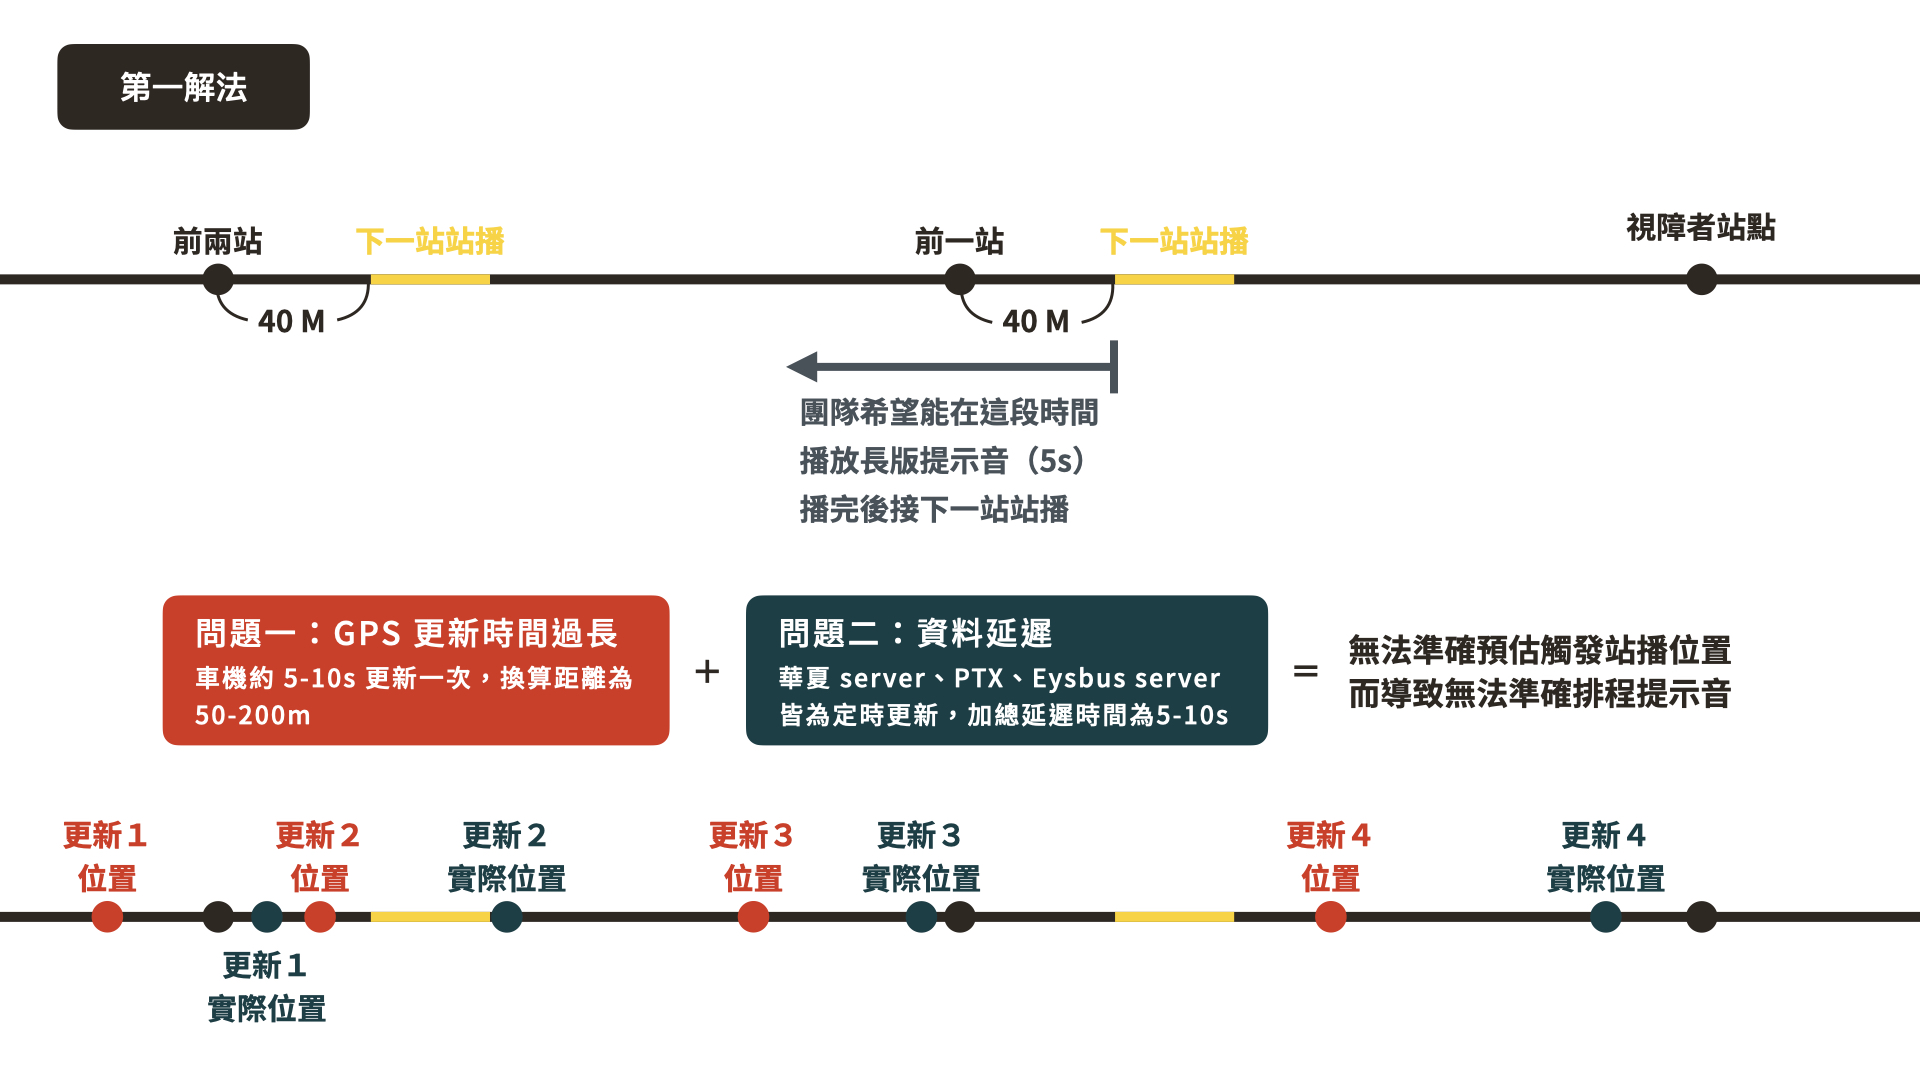 第一解法
前兩站
下一站站播
前一站
下一站站播
視障者站點
40 M
40 M
團隊希望能在這段時間
播放長版提示音（5s）
播完後接下一站站播
問題一：GPS 更新時間過長
車機約 5-10s 更新一次，換算距離為
50-200m
+
問題二：資料延遲
華夏 server、PTX、Eysbus server
皆為定時更新，加總延遲時間為5-10s
=
無法準確預估觸發站播位置
而導致無法準確排程提示音
更新１
位置
更新２
位置
更新２
實際位置
更新３
位置
更新３
實際位置
更新４
位置
更新４
實際位置
更新１
實際位置